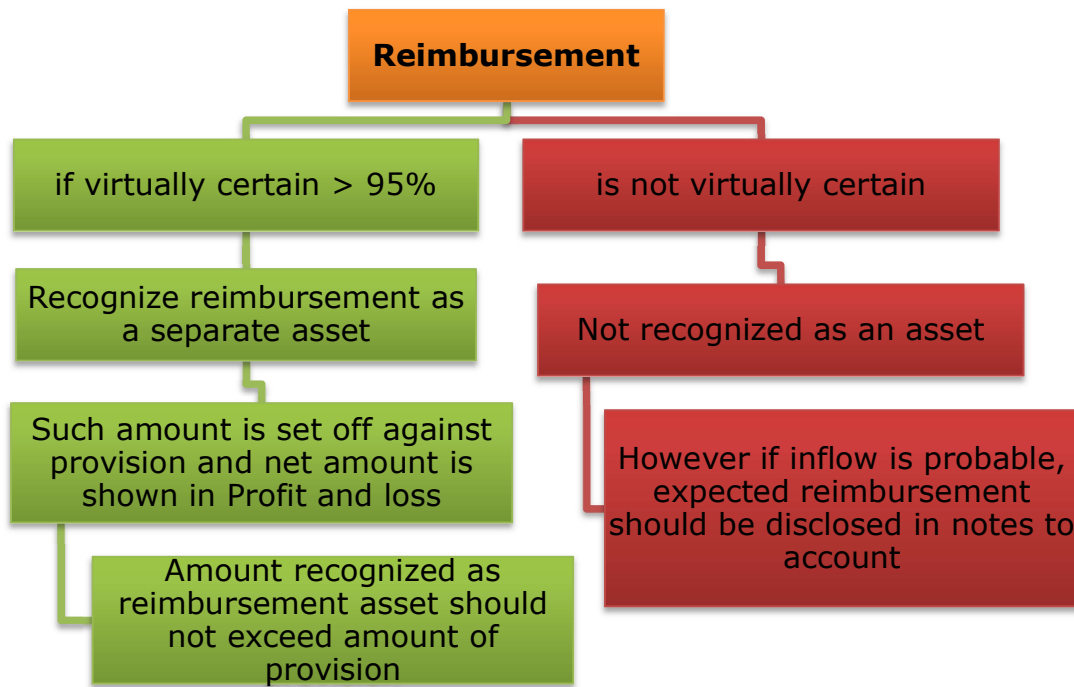 Reimbursement
if virtually certain > 95%
is not virtually certain
Recognize reimbursement as
a separate asset
Not recognized as an asset
Such amount is set off against
provision and net amount is
shown in Profit and loss
However if inflow is probable,
expected reimbursement
should be disclosed in notes to
account
Amount recognized as
reimbursement asset should
not exceed amount of
provision